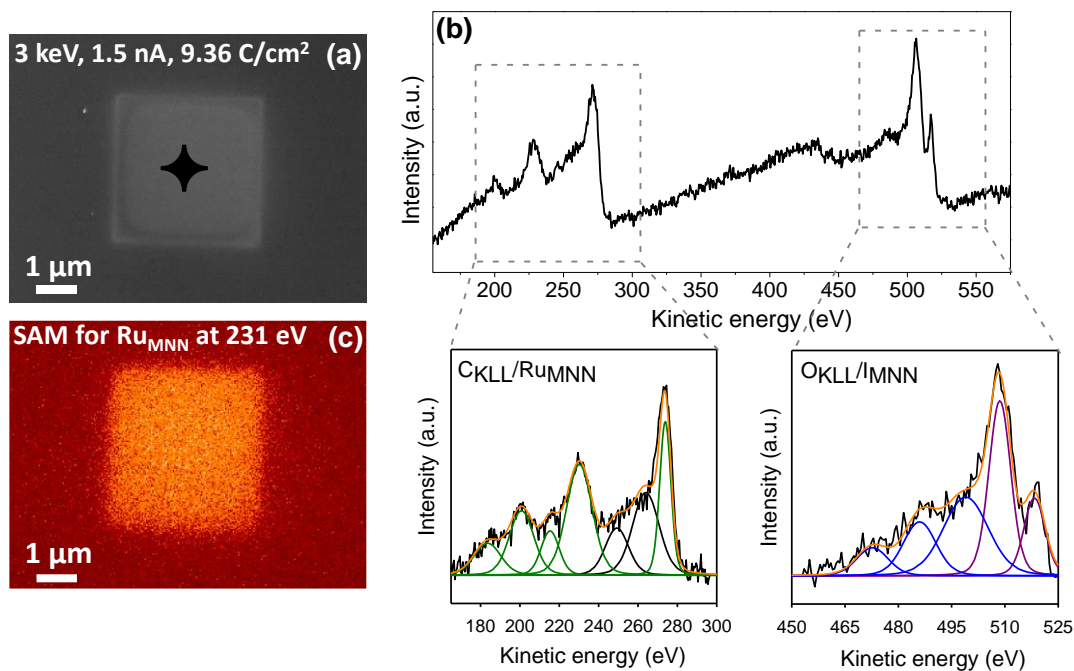 3 keV, 1.5 nA, 9.36 C/cm² (a)
1 µm
SAM for Ru_MNN at 231 eV (c)
1 µm
(b)
Intensity (a.u.)
200 250 300 350 400 450 500 550
Kinetic energy (eV)
C_KLL/Ru_MNN
Intensity (a.u.)
180 200 220 240 260 280 300
Kinetic energy (eV)
O_KLL/I_MNN
Intensity (a.u.)
450 465 480 495 510 525
Kinetic energy (eV)